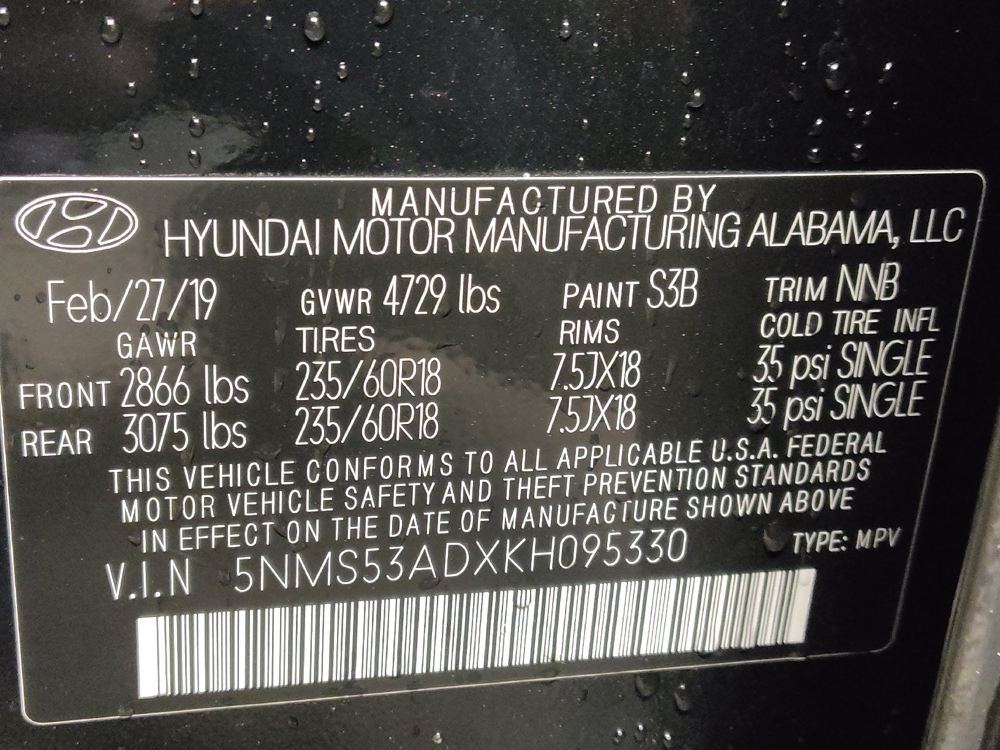 MANUFACTURED BY
HYUNDAI MOTOR MANUFACTURING ALABAMA, LLC
Feb/27/19 GVWR 4729 lbs PAINT S3B TRIM NNB
GAWR TIRES RIMS COLD TIRE INFL
FRONT 2866 lbs 235/60R18 7.5JX18 35 psi SINGLE
REAR 3075 lbs 235/60R18 7.5JX18 35 psi SINGLE
THIS VEHICLE CONFORMS TO ALL APPLICABLE U.S.A. FEDERAL
MOTOR VEHICLE SAFETY AND THEFT PREVENTION STANDARDS
IN EFFECT ON THE DATE OF MANUFACTURE SHOWN ABOVE
V.I.N 5NMS53ADXKH095330 TYPE: MPV